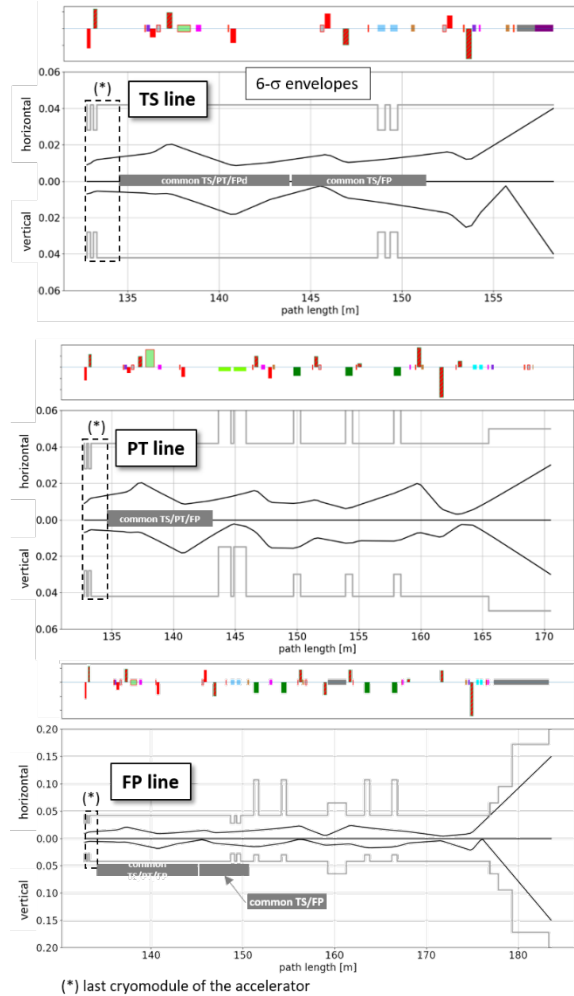 0.06
0.04
0.02
0.00
0.02
0.04
0.06
horizontal
vertical
(*)
TS line
6-σ envelopes
common TS/PT/FPd
common TS/FP
135
140
145
150
155
path length [m]
0.06
0.04
0.02
0.00
0.02
0.04
0.06
horizontal
vertical
(*)
PT line
common TS/PT/FP
135
140
145
150
155
160
165
170
path length [m]
0.20
0.15
0.10
0.05
0.00
0.05
0.10
0.15
0.20
horizontal
vertical
(*)
FP line
common
TS/PT/FP
common TS/FP
140
150
160
170
180
path length [m]
(*) last cryomodule of the accelerator